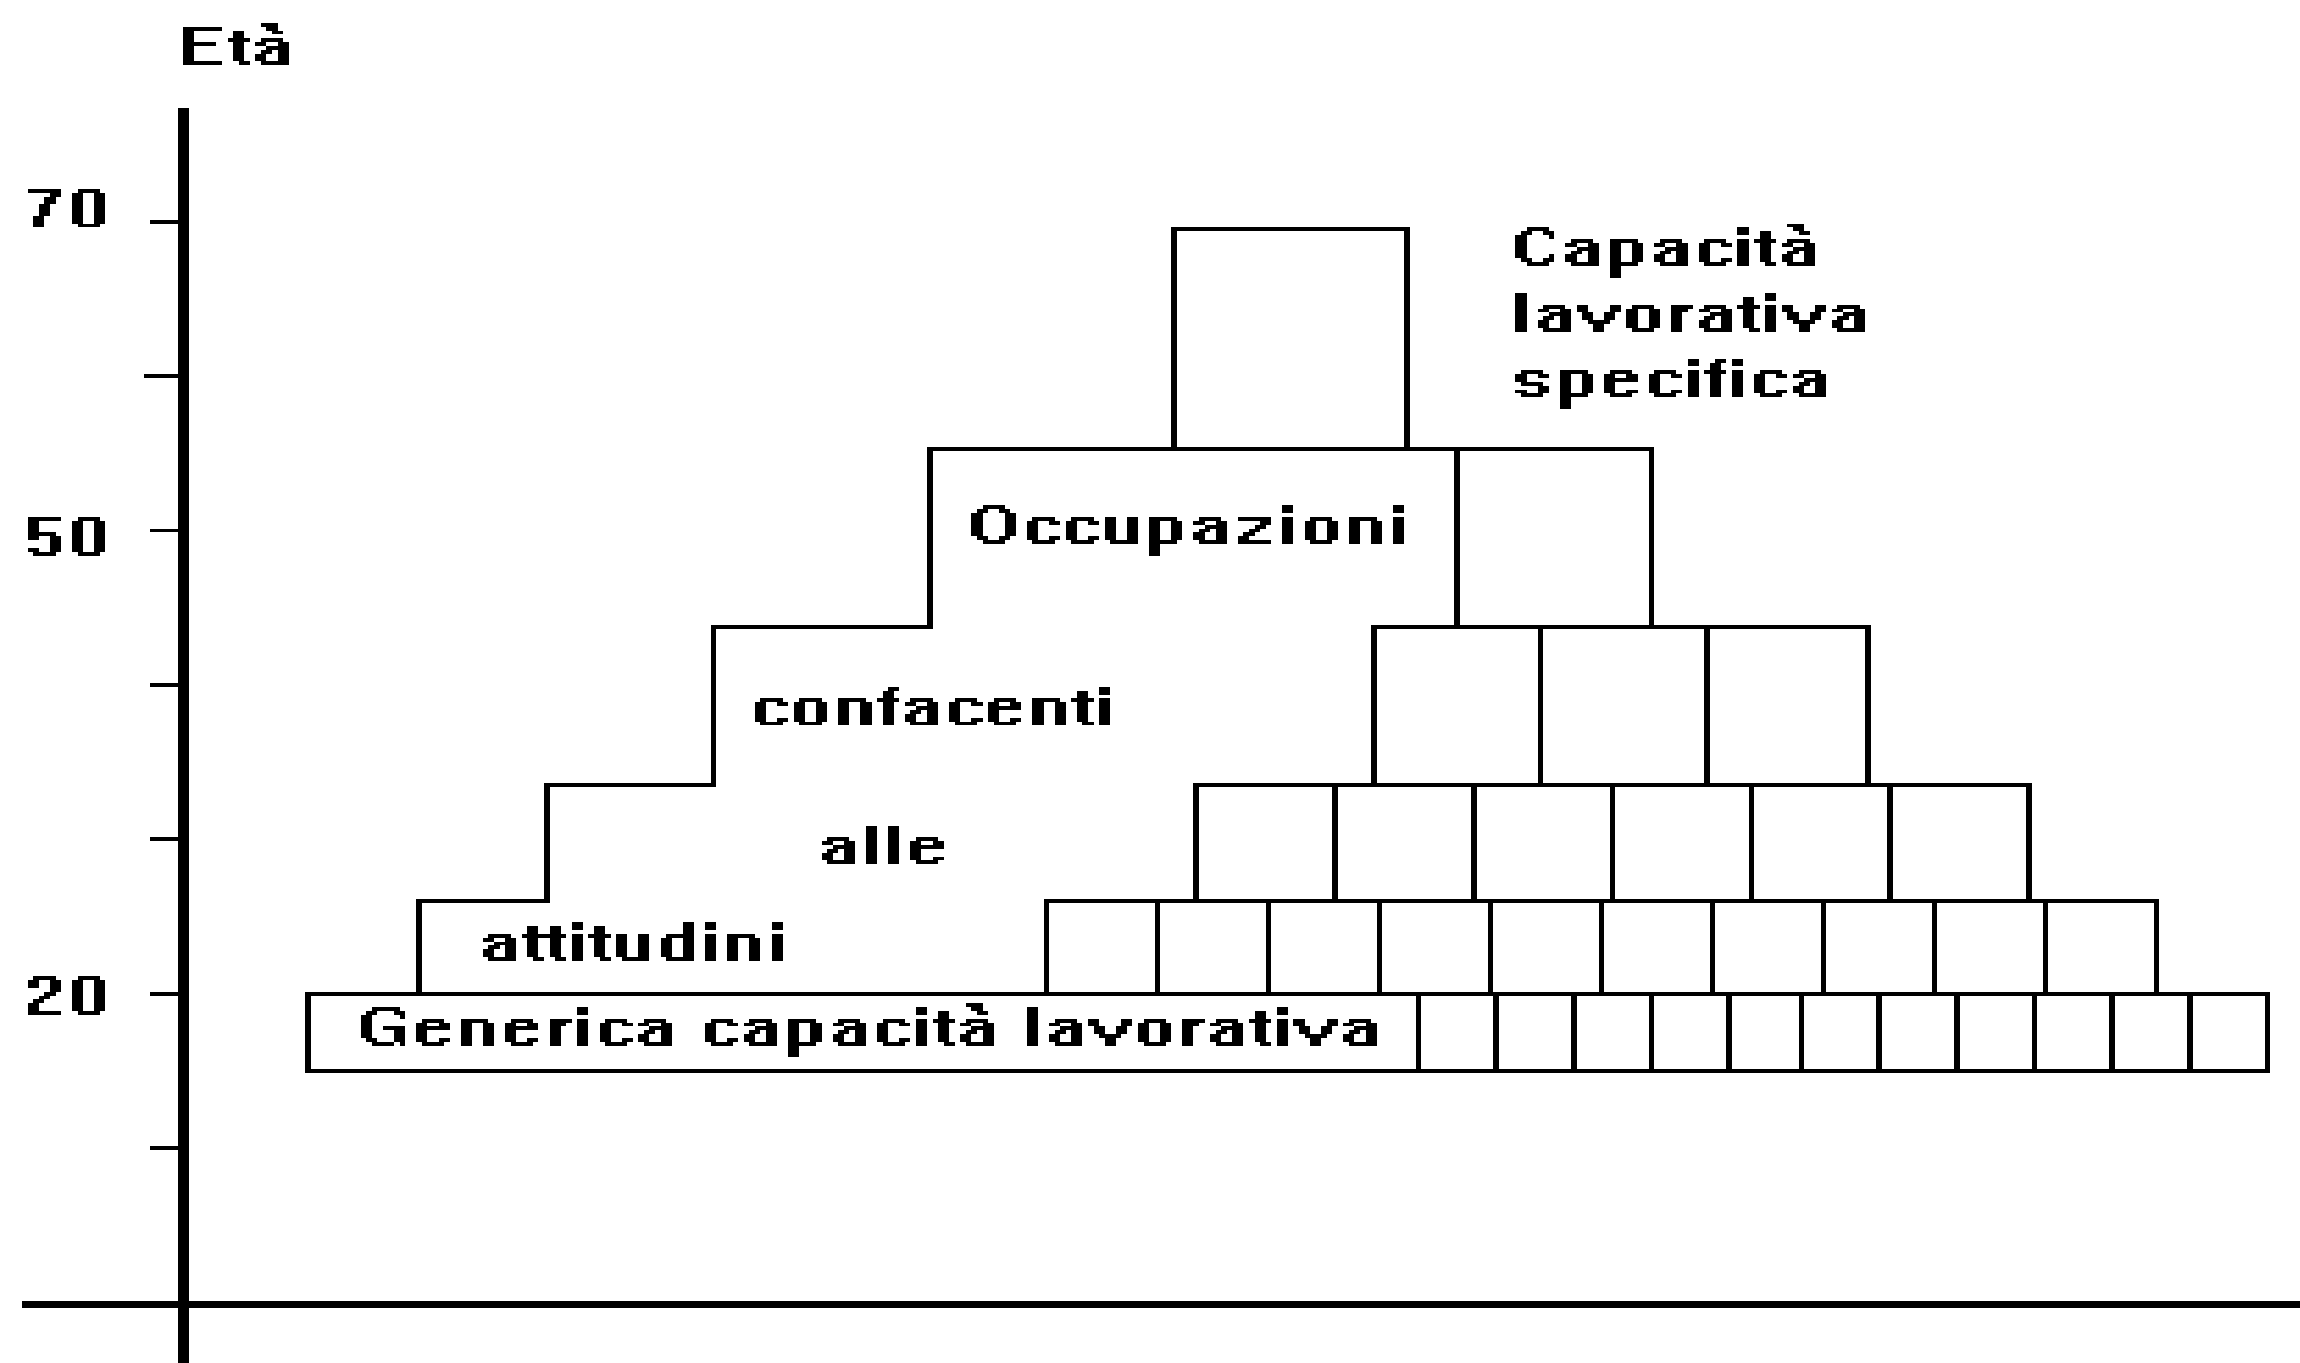 Età
70
Capacità
lavorativa
specifica
50
Occupazioni
confacenti
alle
attitudini
20
Generica capacità lavorativa